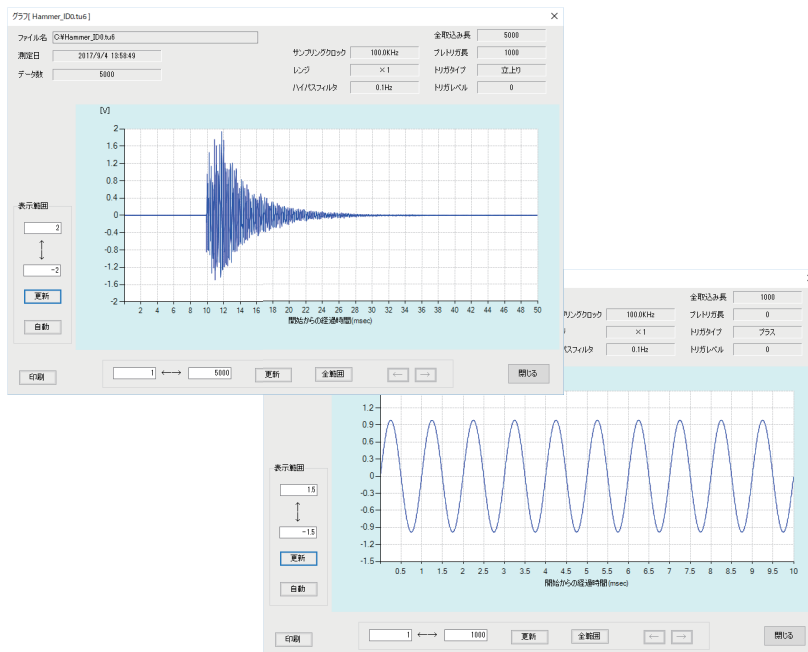 グラフ[ Hammer_ID0.tu6 ]
ファイル名 C:¥Hammer_ID0.tu6
測定日 2017/9/4 13:58:49
データ数 5000
全取込み長 5000
サンプリングクロック 100.0KHz プレトリガ長 1000
レンジ ×1 トリガタイプ 立上り
ハイパスフィルタ 0.1Hz トリガレベル 0
[V]
2
1.6
1.2
0.8
0.4
0
-0.4
-0.8
-1.2
-1.6
-2
2 4 6 8 10 12 14 16 18 20 22 24 26 28 30 32 34 36 38 40 42 44 46 48 50
開始からの経過時間(msec)
表示範囲
2
↑
↓
-2
更新
自動
印刷
1 ←→ 5000 更新 全範囲 ← → 閉じる
全取込み長 1000
プリングクロック 100.0KHz プレトリガ長 0
×1 トリガタイプ プラス
パスフィルタ 0.1Hz トリガレベル 0
1.2
0.9
0.6
0.3
0
-0.3
-0.6
-0.9
-1.2
-1.5
0.5 1 1.5 2 2.5 3 3.5 4 4.5 5 5.5 6 6.5 7 7.5 8 8.5 9 9.5 10
開始からの経過時間(msec)
表示範囲
1.5
↑
↓
-1.5
更新
自動
印刷
1 ←→ 1000 更新 全範囲 ← → 閉じる